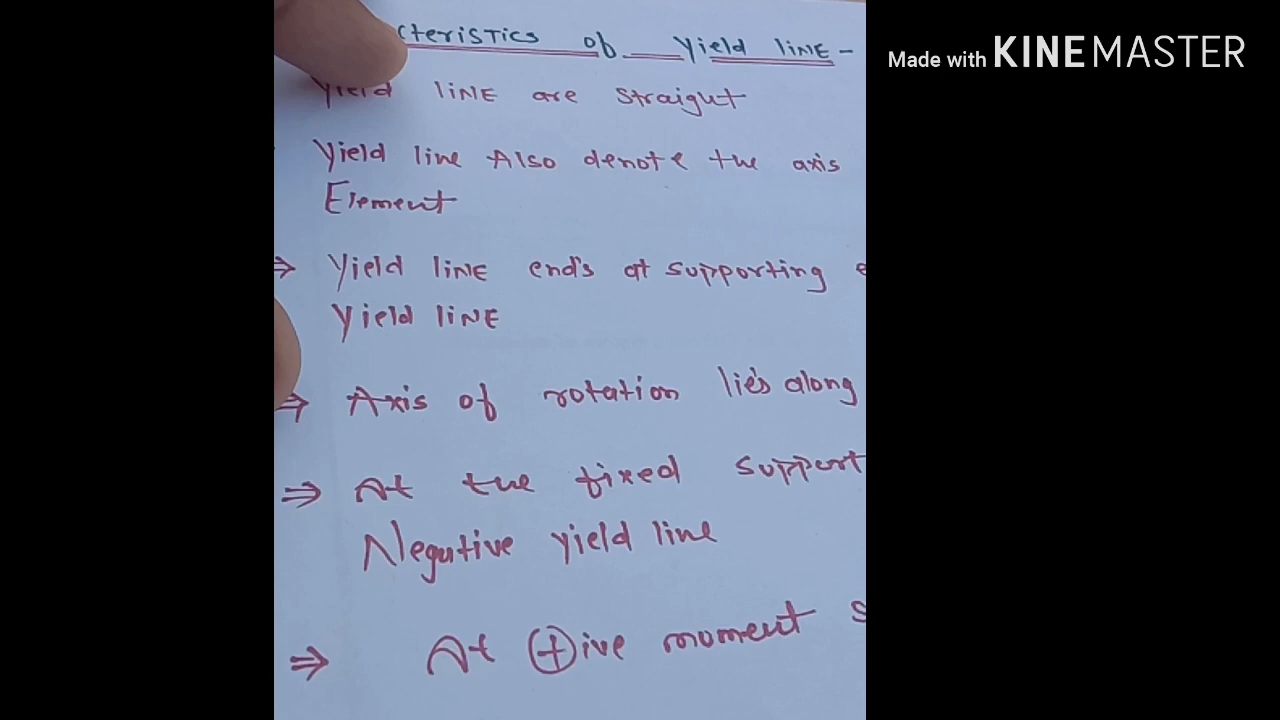 cteristics of Yield line -
Made with KINEMASTER
Yield line are straight
Yield line Also denote the axis
Element
⇒ Yield line end's at supporting e
Yield line
⇒ Axis of rotation lie's along
⇒ At the fixed support
Negative yield line
⇒ At ⊕ive moment s